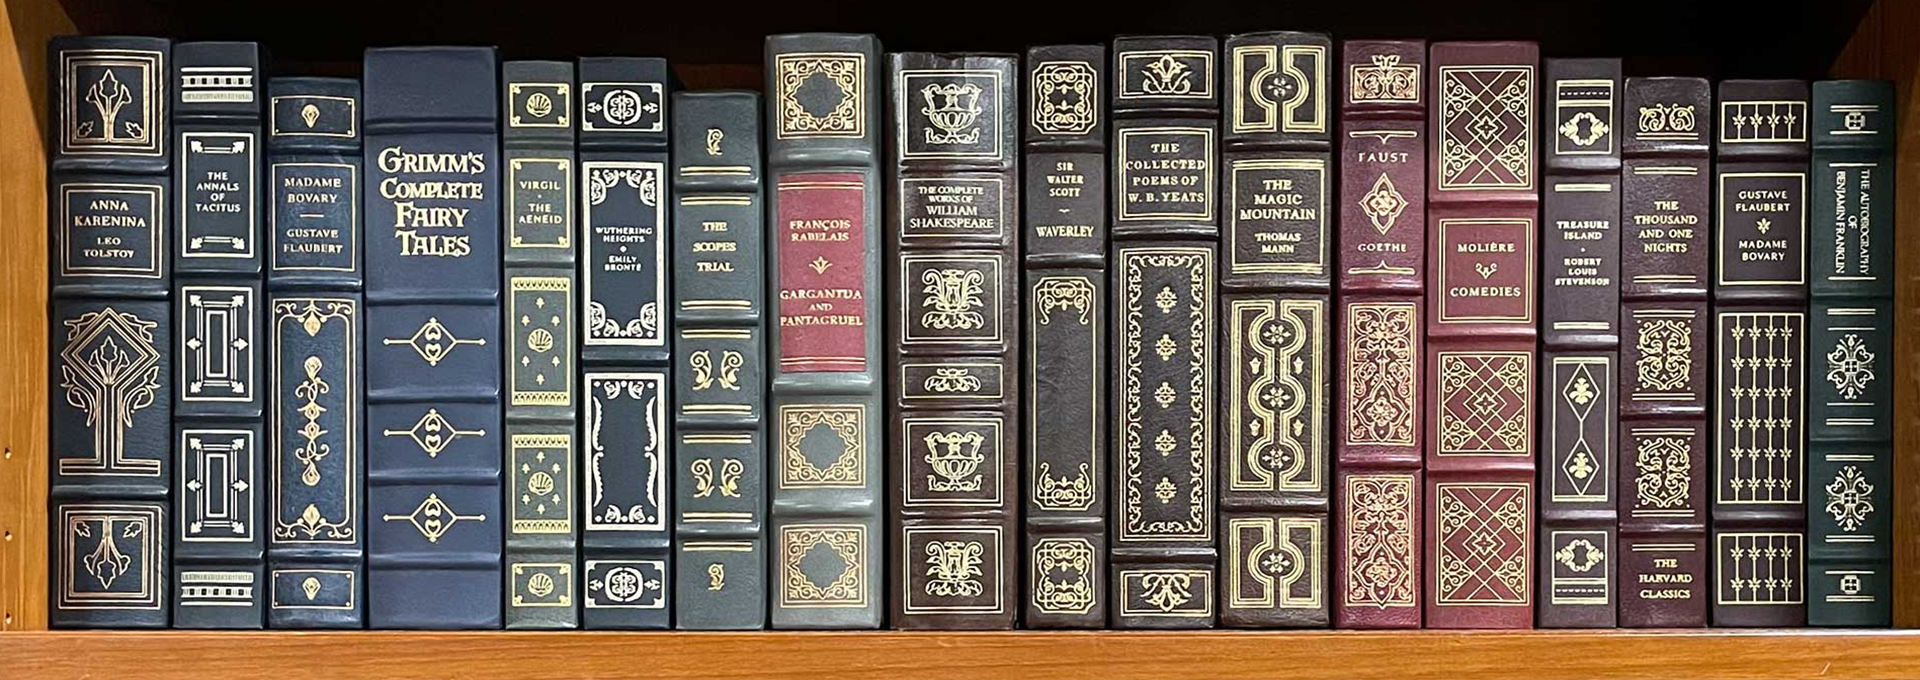 ANNA
KARENINA
LEO
TOLSTOY
THE
ANNALS
OF
TACITUS
MADAME
BOVARY
GUSTAVE
FLAUBERT
GRIMM'S
COMPLETE
FAIRY
TALES
VIRGIL
THE
AENEID
WUTHERING
HEIGHTS
EMILY
BRONTË
THE
SCOPES
TRIAL
FRANÇOIS
RABELAIS
GARGANTUA
AND
PANTAGRUEL
THE COMPLETE
WORKS OF
WILLIAM
SHAKESPEARE
SIR
WALTER
SCOTT
WAVERLEY
THE
COLLECTED
POEMS OF
W. B. YEATS
THE
MAGIC
MOUNTAIN
THOMAS
MANN
FAUST
GOETHE
MOLIÈRE
COMEDIES
TREASURE
ISLAND
ROBERT
LOUIS
STEVENSON
THE
THOUSAND
AND ONE
NIGHTS
THE
HARVARD
CLASSICS
GUSTAVE
FLAUBERT
MADAME
BOVARY
THE AUTOBIOGRAPHY
OF
BENJAMIN FRANKLIN